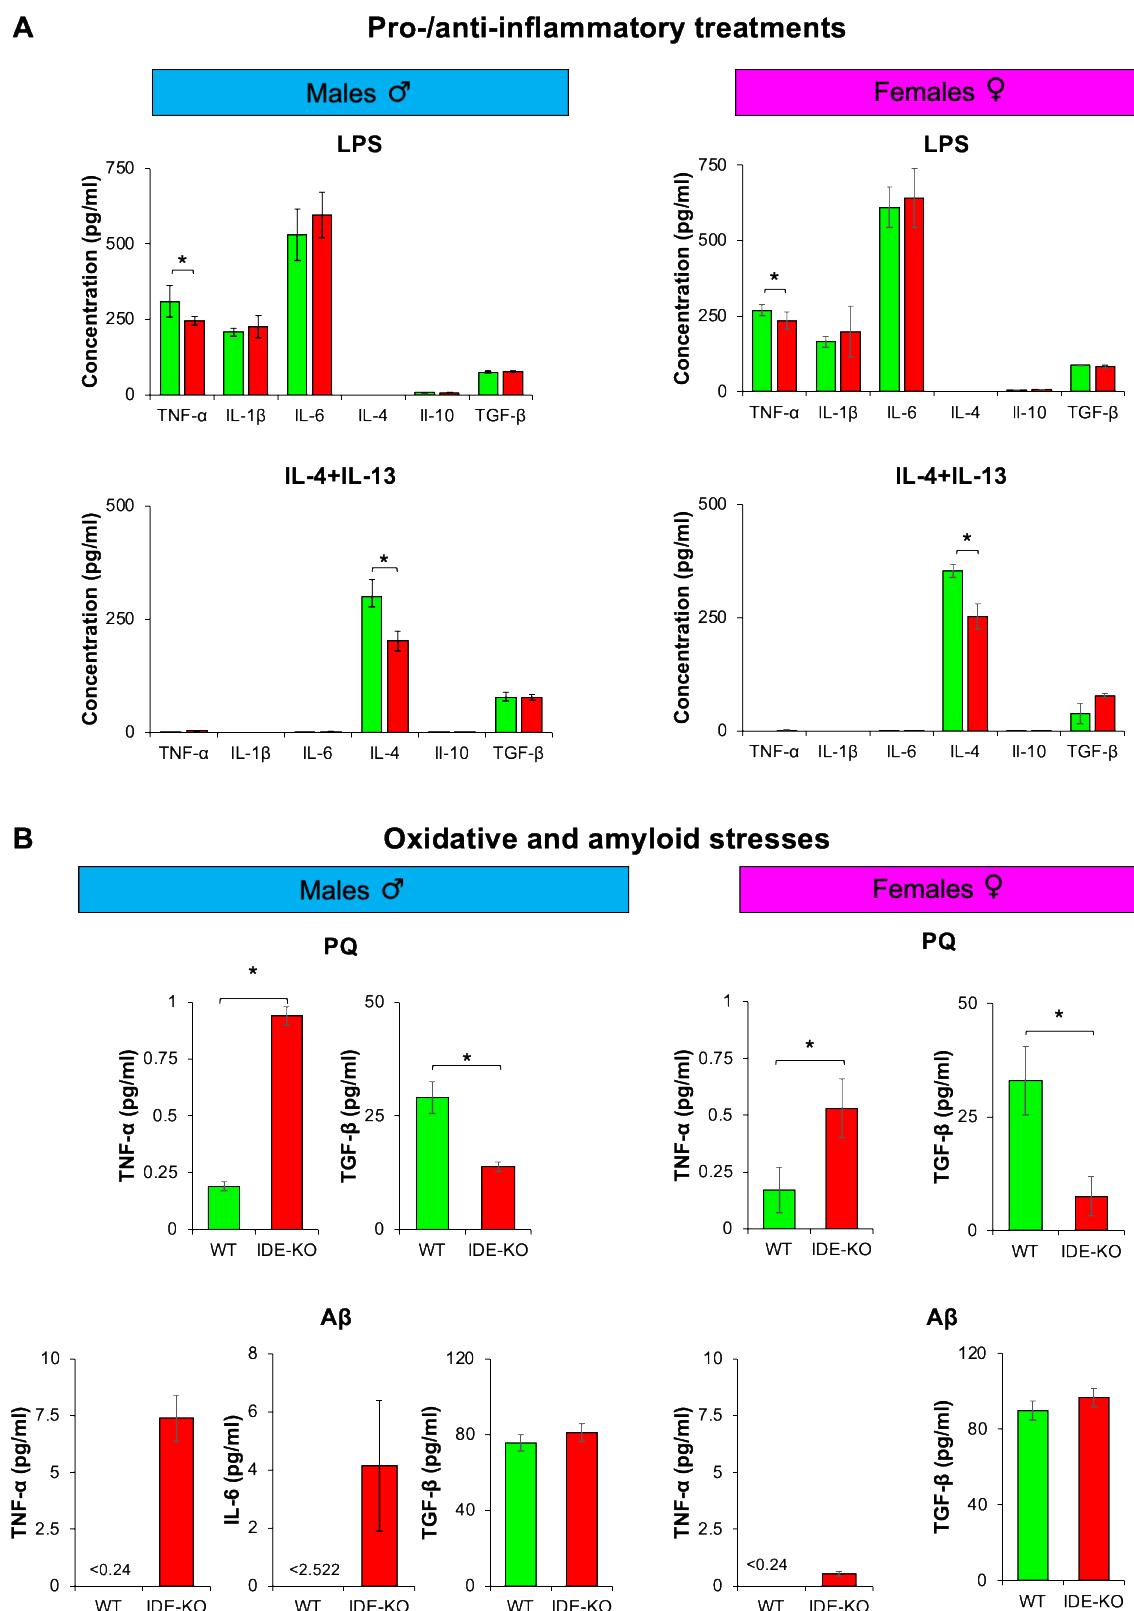 A
Pro-/anti-inflammatory treatments
Males ♂
Females ♀
LPS
LPS
Concentration (pg/ml)
750
500
250
0
*
TNF-α IL-1β IL-6 IL-4 Il-10 TGF-β
Concentration (pg/ml)
750
500
250
0
*
TNF-α IL-1β IL-6 IL-4 Il-10 TGF-β
IL-4+IL-13
IL-4+IL-13
Concentration (pg/ml)
500
250
0
*
TNF-α IL-1β IL-6 IL-4 Il-10 TGF-β
Concentration (pg/ml)
500
250
0
*
TNF-α IL-1β IL-6 IL-4 Il-10 TGF-β
B
Oxidative and amyloid stresses
Males ♂
Females ♀
PQ
PQ
TNF-α (pg/ml)
1
0.75
0.5
0.25
0
*
WT IDE-KO
TGF-β (pg/ml)
50
25
0
*
WT IDE-KO
TNF-α (pg/ml)
1
0.75
0.5
0.25
0
*
WT IDE-KO
TGF-β (pg/ml)
50
25
0
*
WT IDE-KO
Aβ
Aβ
TNF-α (pg/ml)
10
7.5
5
2.5
0
<0.24
WT IDE-KO
IL-6 (pg/ml)
8
6
4
2
0
<2.522
WT IDE-KO
TGF-β (pg/ml)
120
80
40
0
WT IDE-KO
TNF-α (pg/ml)
10
7.5
5
2.5
0
<0.24
WT IDE-KO
TGF-β (pg/ml)
120
80
40
0
WT IDE-KO